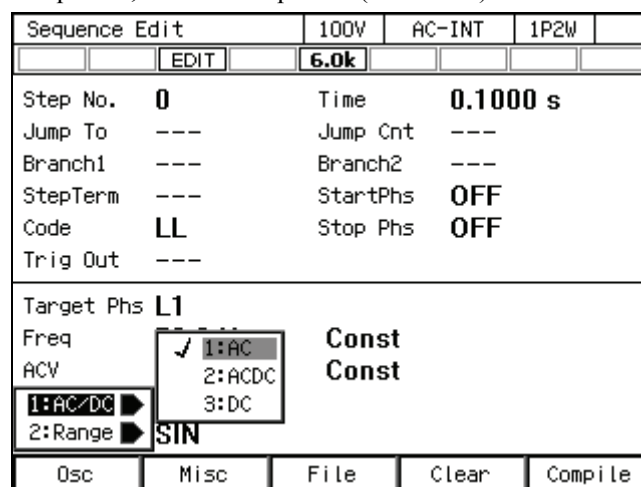 Sequence Edit 100V AC-INT 1P2W
EDIT 6.0k
Step No. 0 Time 0.1000 s
Jump To --- Jump Cnt ---
Branch1 --- Branch2 ---
StepTerm --- StartPhs OFF
Code LL Stop Phs OFF
Trig Out ---
Target Phs L1
Freq Const
✓ 1:AC
ACV 2:ACDC Const
1:AC/DC 3:DC
2:Range SIN
Osc Misc File Clear Compile